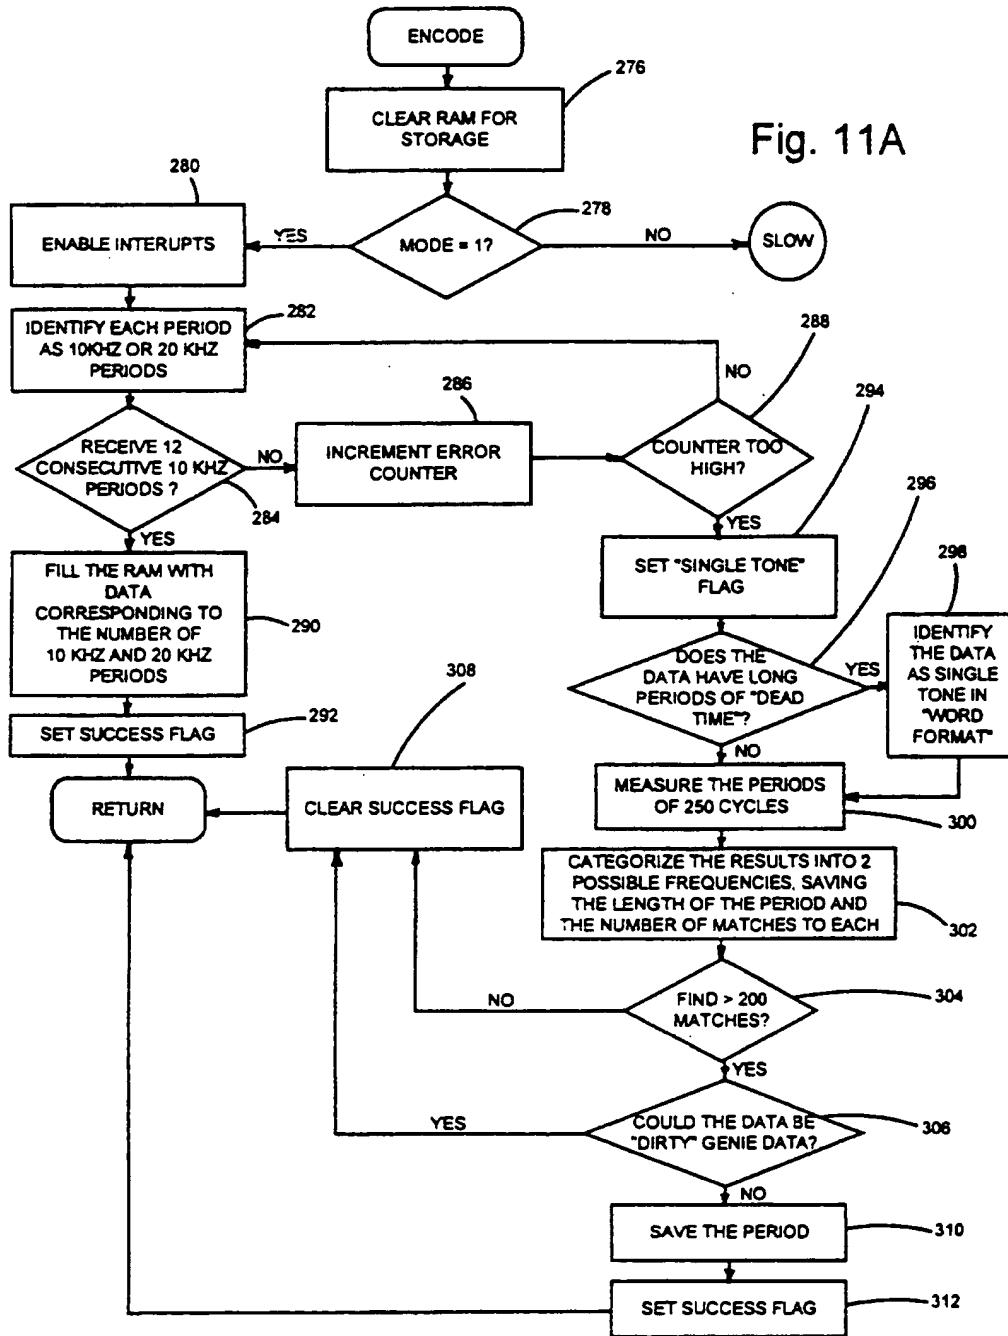 ENCODE
276
CLEAR RAM FOR
STORAGE
Fig. 11A
280
278
ENABLE INTERUPTS
YES
MODE = 1?
NO
SLOW
282
IDENTIFY EACH PERIOD
AS 10KHZ OR 20 KHZ
PERIODS
288
NO
286
294
RECEIVE 12
CONSECUTIVE 10 KHZ
PERIODS ?
NO
INCREMENT ERROR
COUNTER
COUNTER TOO
HIGH?
284
296
YES
YES
FILL THE RAM WITH
DATA
CORRESPONDING TO
THE NUMBER OF
10 KHZ AND 20 KHZ
PERIODS
290
SET "SINGLE TONE"
FLAG
298
DOES THE
DATA HAVE LONG
PERIODS OF "DEAD
TIME"?
YES
IDENTIFY
THE DATA
AS SINGLE
TONE IN
"WORD
FORMAT"
308
292
SET SUCCESS FLAG
NO
RETURN
CLEAR SUCCESS FLAG
MEASURE THE PERIODS
OF 250 CYCLES
300
CATEGORIZE THE RESULTS INTO 2
POSSIBLE FREQUENCIES, SAVING
THE LENGTH OF THE PERIOD AND
THE NUMBER OF MATCHES TO EACH
302
NO
FIND > 200
MATCHES?
304
YES
YES
COULD THE DATA BE
"DIRTY" GENIE DATA?
306
NO
SAVE THE PERIOD
310
SET SUCCESS FLAG
312